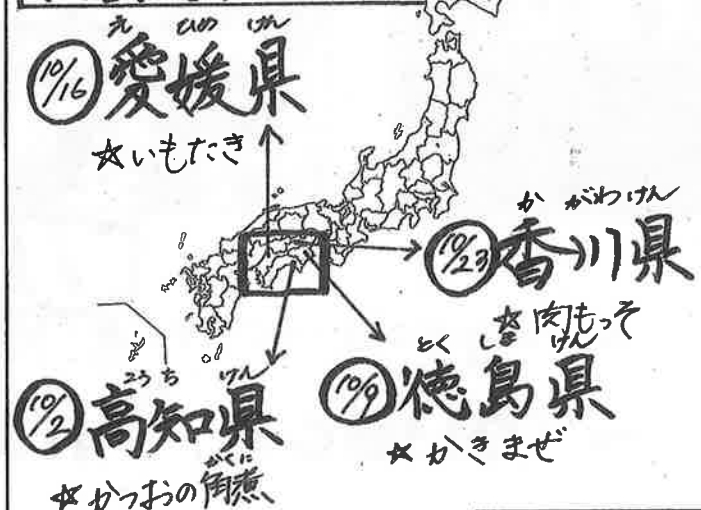 えひめけん
10/16 愛媛県
☆いもたき
かがわけん
10/23 香川県
☆肉もっそ
とくしまけん
10/9 徳島県
☆かきまぜ
こうちけん
10/2 高知県
かくに
☆かつおの角煮